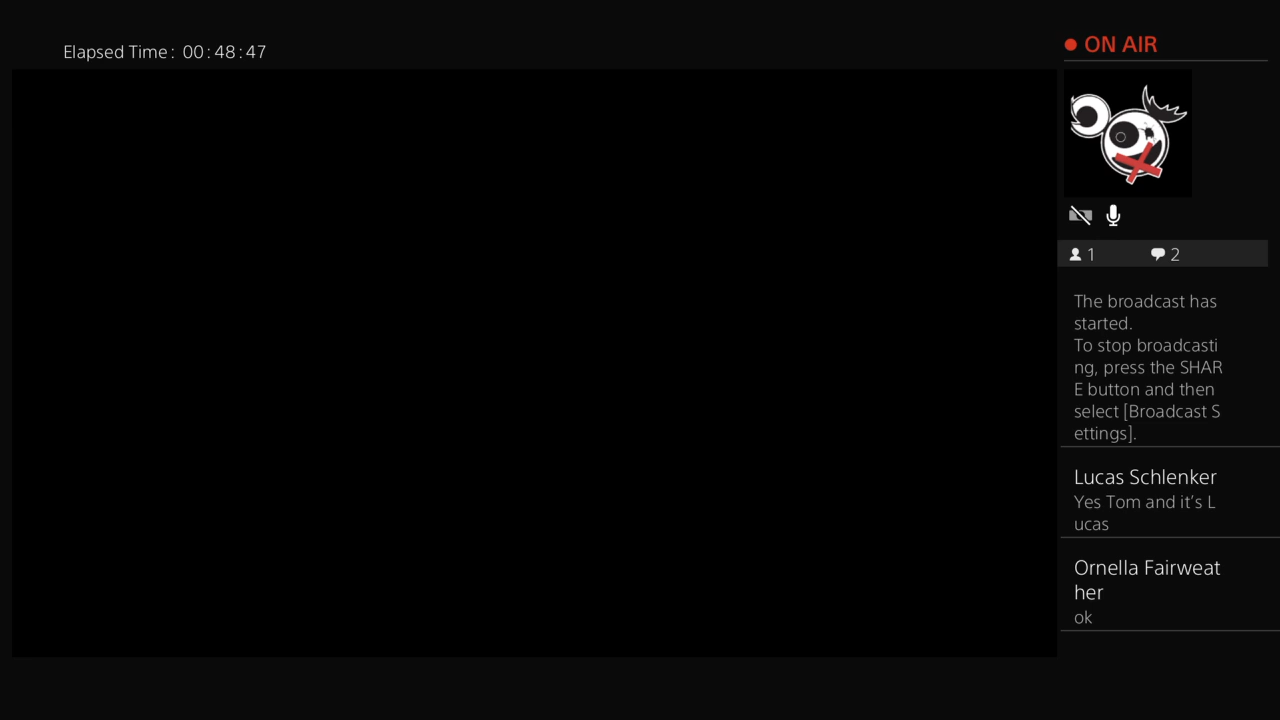 Elapsed Time: 00:48:47
ON AIR
1 2
The broadcast has
started.
To stop broadcasti
ng, press the SHAR
E button and then
select [Broadcast S
ettings].
Lucas Schlenker
Yes Tom and it's L
ucas
Ornella Fairweat
her
ok